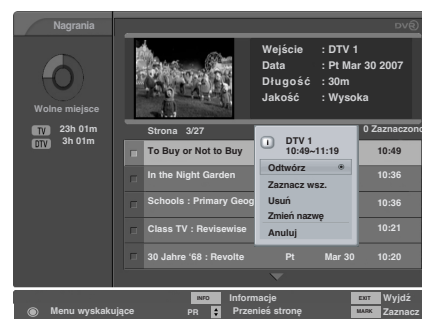 Nagrania
DVR
Wejście : DTV 1
Data : Pt Mar 30 2007
Długość : 30m
Jakość : Wysoka
Wolne miejsce
TV 23h 01m
DTV 3h 01m
Strona 3/27
0 Zaznaczono
To Buy or Not to Buy 10:49
In the Night Garden 10:36
Schools : Primary Geog 10:36
Class TV : Revisewise 10:21
30 Jahre '68 : Revolte Pt Mar 30 10:20
DTV 1
10:49~11:19
Odtwórz
Zaznacz wsz.
Usuń
Zmień nazwę
Anuluj
INFO Informacje EXIT Wyjdź
Menu wyskakujące PR Przenieś stronę MARK Zaznacz